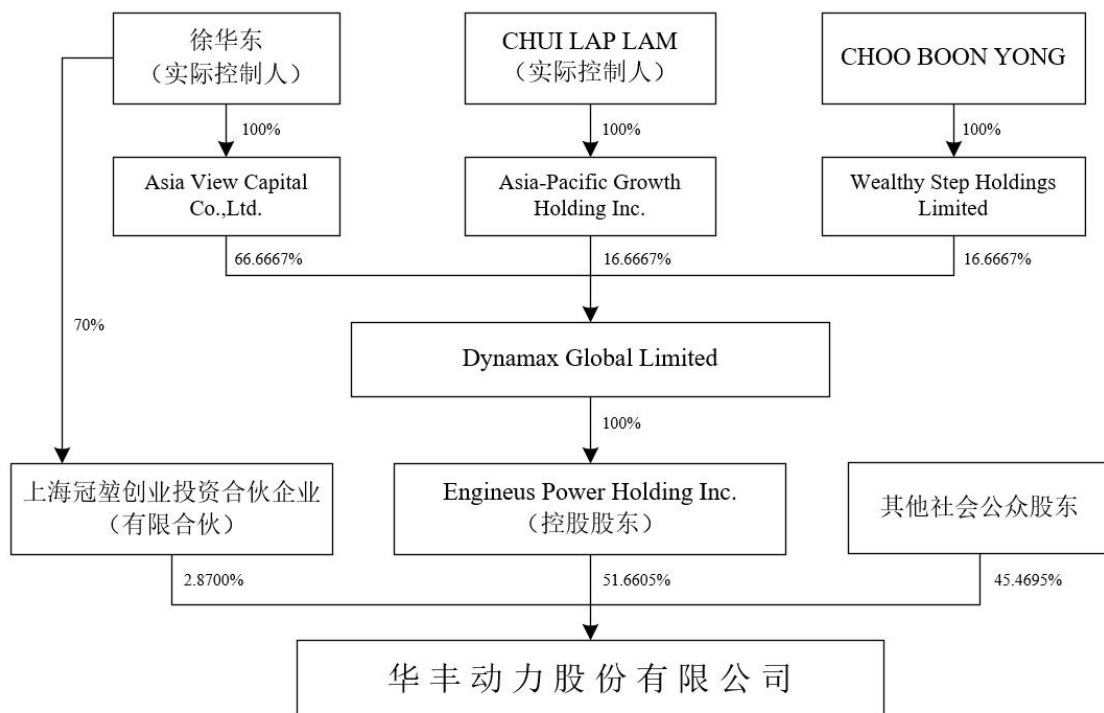 徐华东
（实际控制人）
CHUI LAP LAM
（实际控制人）
CHOO BOON YONG
100%
100%
100%
Asia View Capital
Co.,Ltd.
Asia-Pacific Growth
Holding Inc.
Wealthy Step Holdings
Limited
66.6667%
16.6667%
16.6667%
70%
Dynamax Global Limited
100%
上海冠堃创业投资合伙企业
（有限合伙）
Engineus Power Holding Inc.
（控股股东）
其他社会公众股东
2.8700%
51.6605%
45.4695%
华丰动力股份有限公司